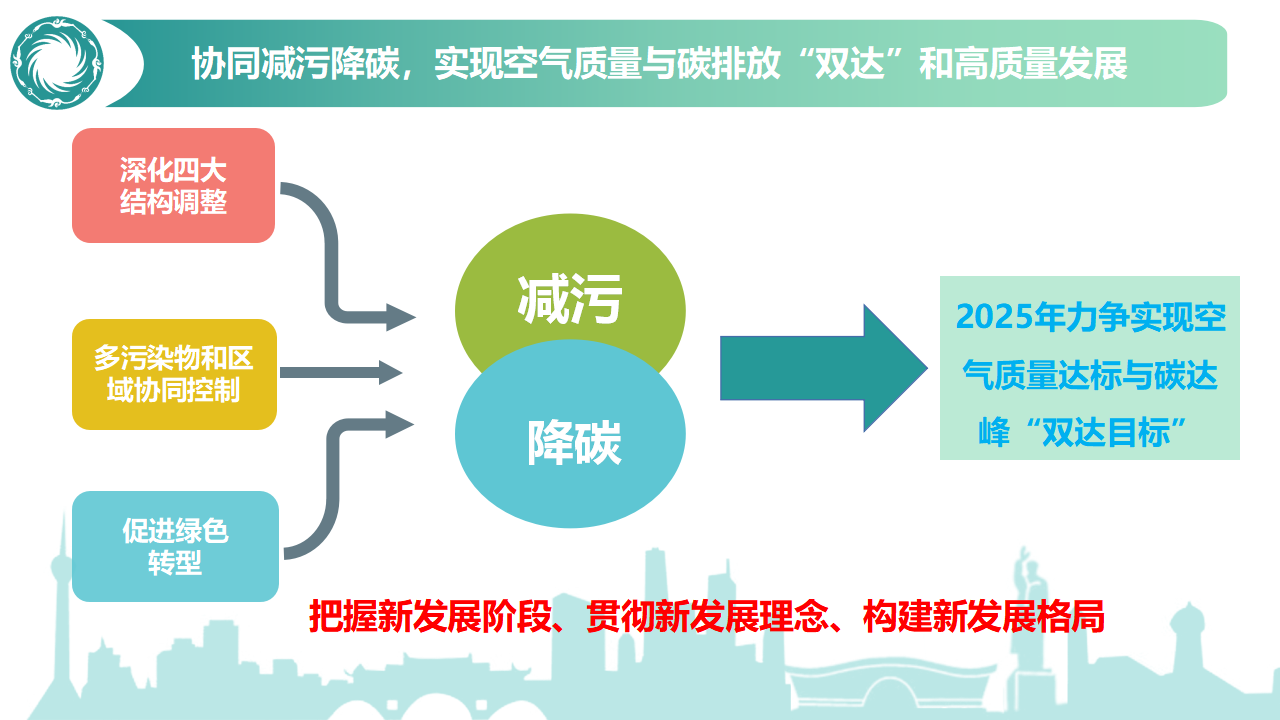 协同减污降碳，实现空气质量与碳排放“双达”和高质量发展
深化四大
结构调整
多污染物和区
域协同控制
促进绿色
转型
减污
降碳
2025年力争实现空
气质量达标与碳达
峰“双达目标”
把握新发展阶段、贯彻新发展理念、构建新发展格局